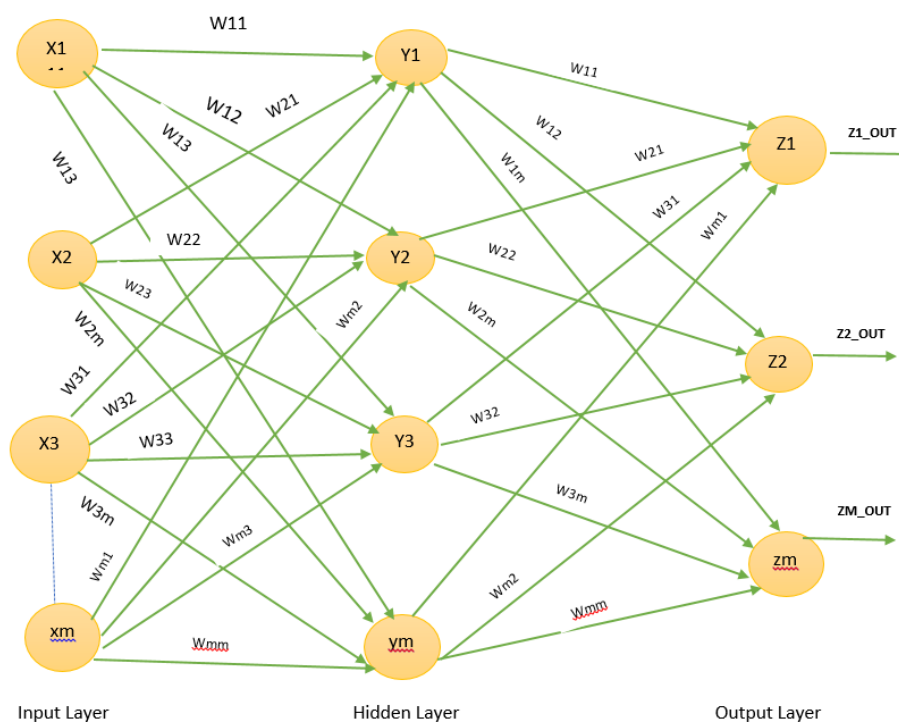 W11
X1
Y1
W11
W12
W21
W13
W12
W13
W1m
Z1
Z1_OUT
W21
W31
Wm1
X2
W22
Y2
W22
W23
W2m
Wm2
W2m
W31
W32
Z2
Z2_OUT
X3
W33
Y3
W32
W3m
W3m
Wm1
Wm3
Wm2
ZM_OUT
zm
Wmm
xm
Wmm
ym
Input Layer
Hidden Layer
Output Layer